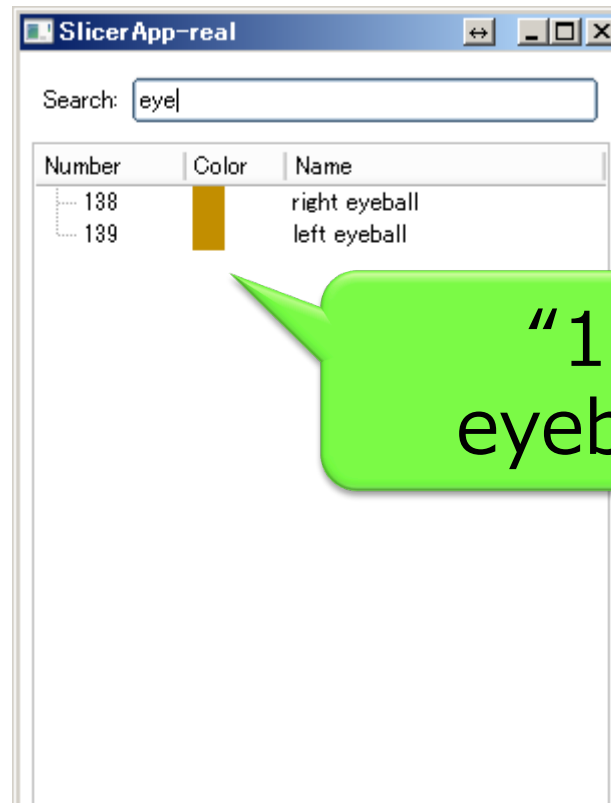 SlicerApp-real
Search: eye
Number Color Name
138 right eyeball
139 left eyeball
“1
eyeb